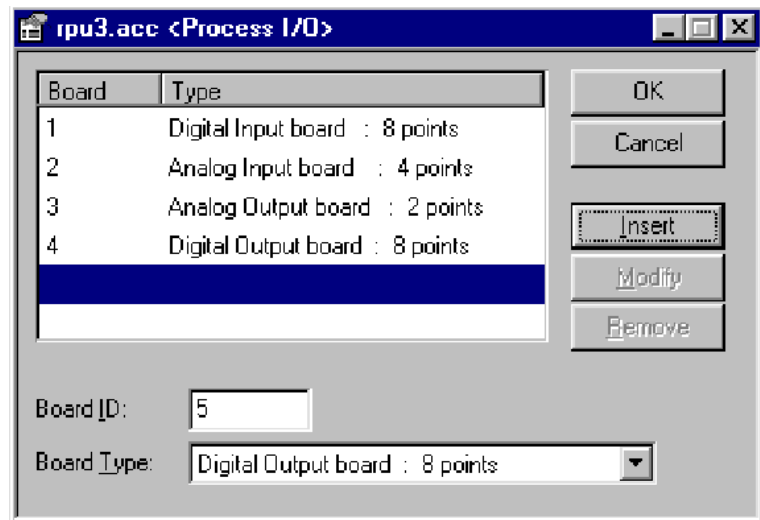 rpu3.acc <Process I/O>
Board Type
1 Digital Input board : 8 points
2 Analog Input board : 4 points
3 Analog Output board : 2 points
4 Digital Output board : 8 points
OK
Cancel
Insert
Modify
Remove
Board ID: 5
Board Type: Digital Output board : 8 points